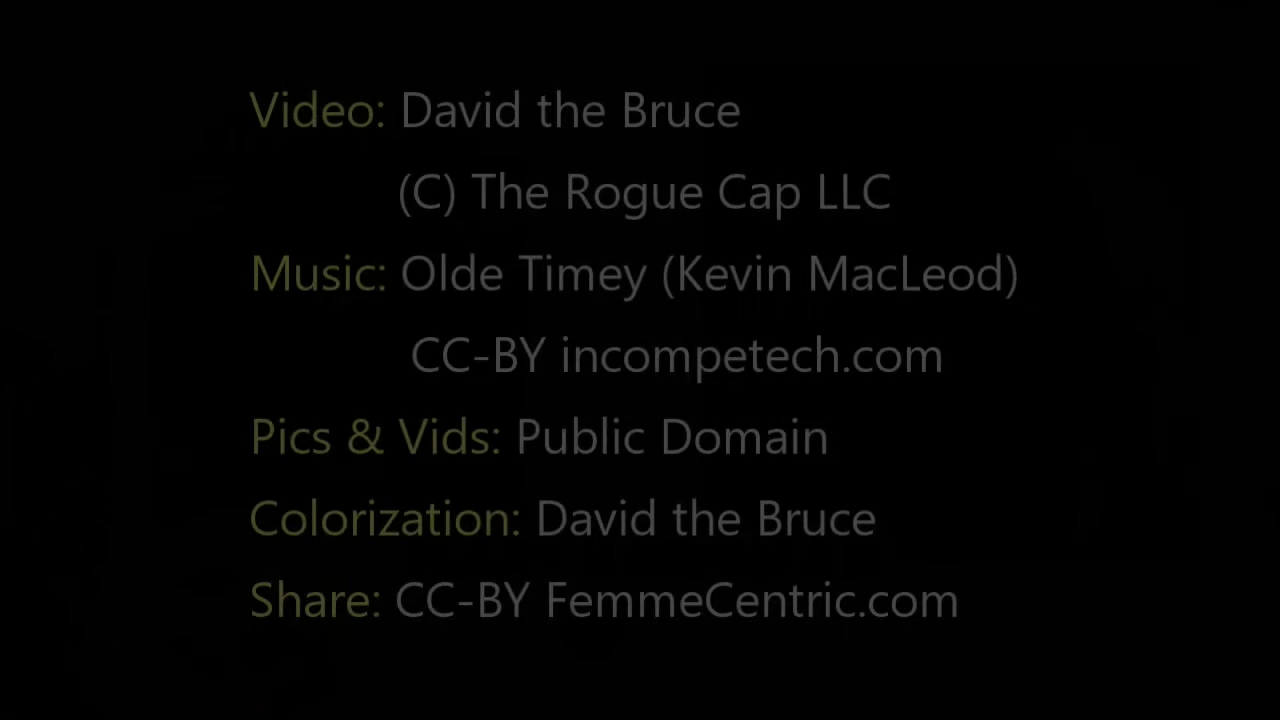 Video: David the Bruce
(C) The Rogue Cap LLC
Music: Olde Timey (Kevin MacLeod)
CC-BY incompetech.com
Pics & Vids: Public Domain
Colorization: David the Bruce
Share: CC-BY FemmeCentric.com